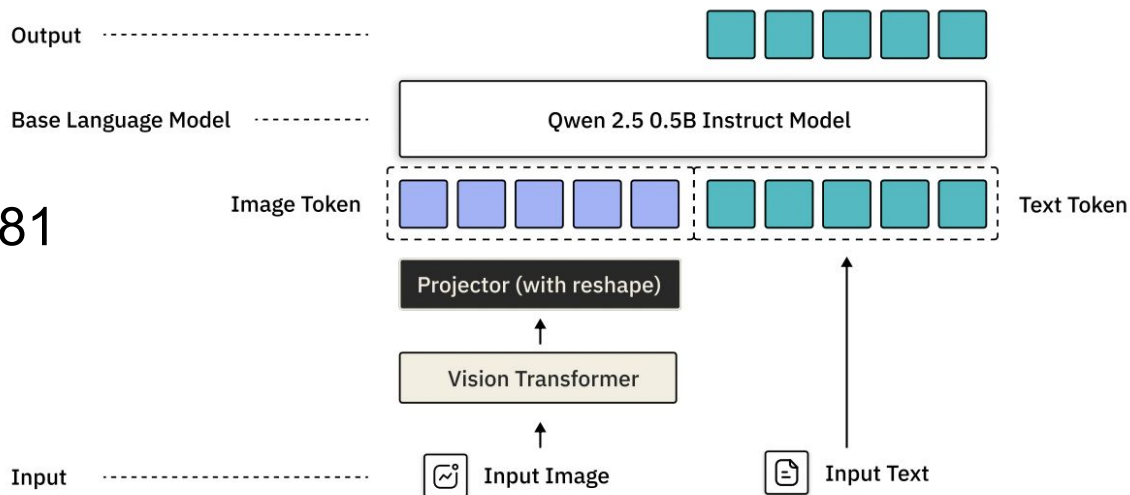 Output
Base Language Model
Qwen 2.5 0.5B Instruct Model
Image Token
Text Token
81
Projector (with reshape)
Vision Transformer
Input
Input Image
Input Text